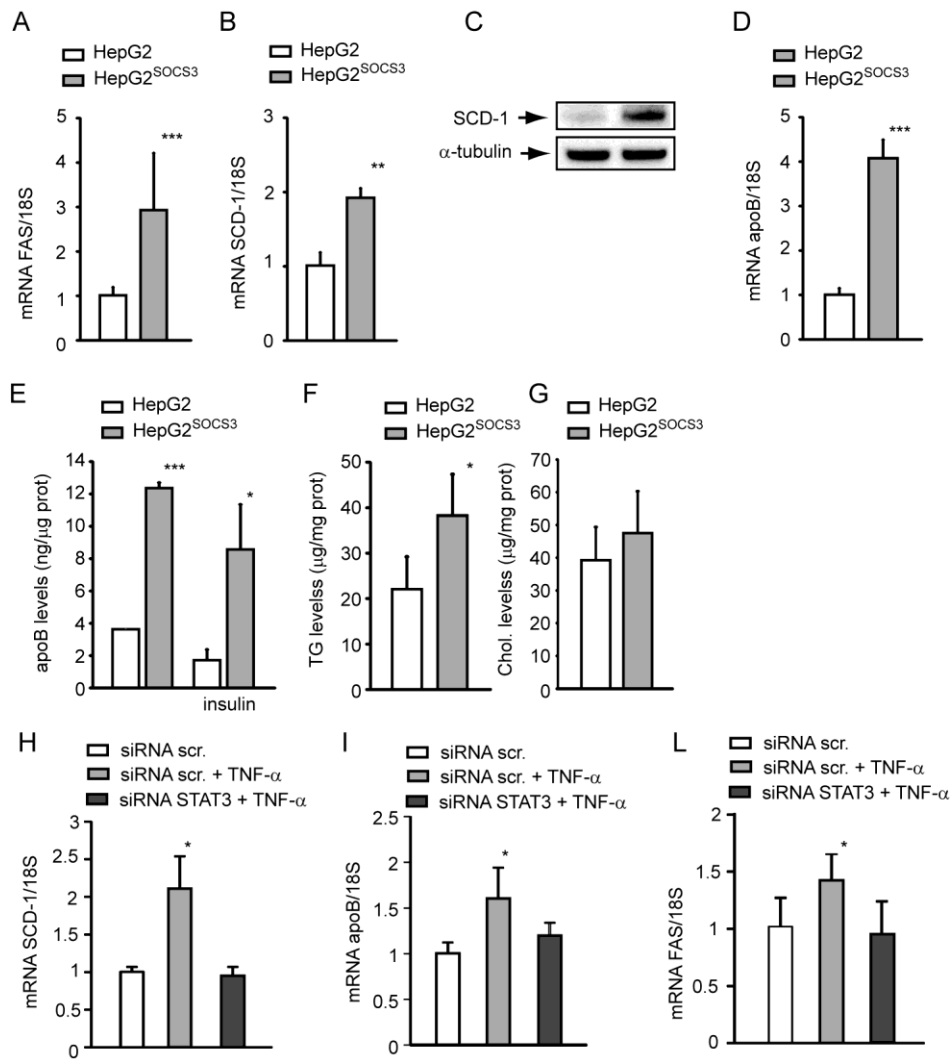 A
HepG2
HepG2SOCS3
mRNA FAS/18S
5
4
3
2
1
0
***
B
HepG2
HepG2SOCS3
mRNA SCD-1/18S
3
2
1
0
**
C
SCD-1
α-tubulin
D
HepG2
HepG2SOCS3
mRNA apoB/18S
5
4
3
2
1
0
***
E
HepG2
HepG2SOCS3
apoB levels (ng/μg prot)
14
12
10
8
6
4
2
0
***
*
insulin
F
HepG2
HepG2SOCS3
TG levelss (μg/mg prot)
50
40
30
20
10
0
*
G
HepG2
HepG2SOCS3
Chol. levelss (μg/mg prot)
70
60
50
40
30
20
10
0
H
siRNA scr.
siRNA scr. + TNF-α
siRNA STAT3 + TNF-α
mRNA SCD-1/18S
3
2.5
2
1.5
1
0.5
0
*
I
siRNA scr.
siRNA scr. + TNF-α
siRNA STAT3 + TNF-α
mRNA apoB/18S
2.5
2
1.5
1
0.5
0
*
L
siRNA scr.
siRNA scr. + TNF-α
siRNA STAT3 + TNF-α
mRNA FAS/18S
2
1.5
1
0.5
0
*